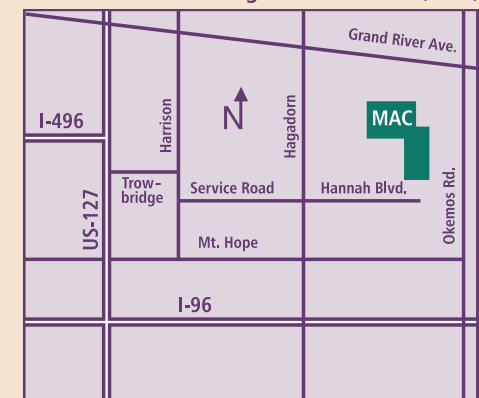 Grand River Ave.
MAC
I-496
Harrison
N
Hagadorn
Trow-
bridge
Service Road
Hannah Blvd.
Okemos Rd.
US-127
Mt. Hope
I-96